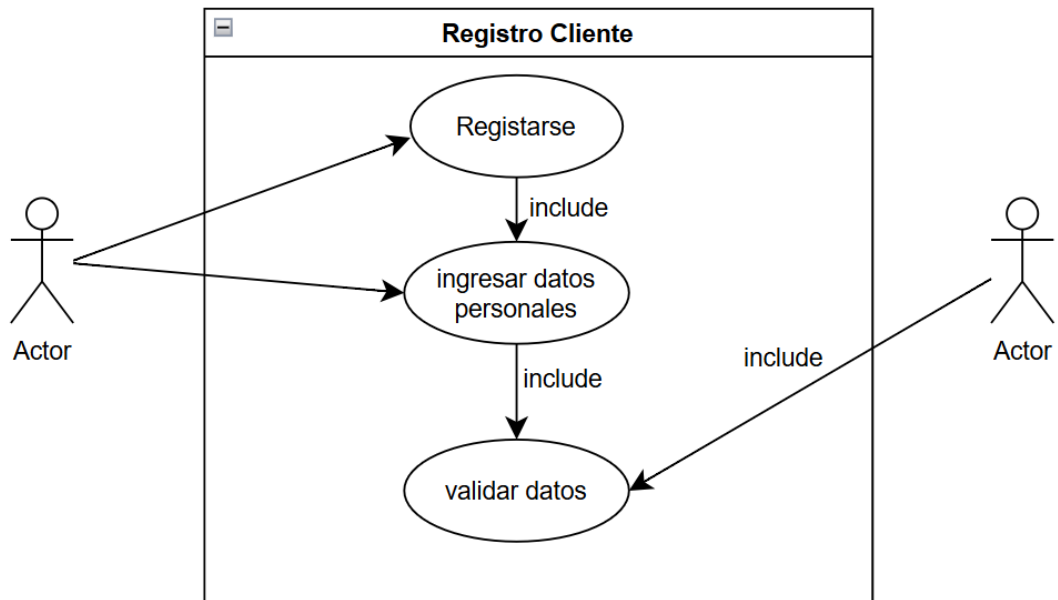 Registro Cliente
Registarse
include
ingresar datos
personales
Actor
Actor
include
include
validar datos